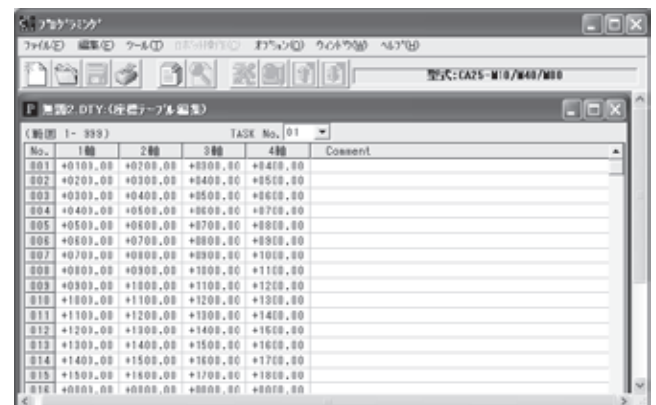 ﾌﾟﾛｸﾞﾗﾐﾝｸﾞ
ﾌｧｲﾙ(F) 編集(E) ﾂｰﾙ(T) ｵﾌﾟｼｮﾝ(O) ｳｨﾝﾄﾞｳ(W) ﾍﾙﾌﾟ(H)
型式:CA25-M10/M40/M80
無題2.DTY:(座標ﾃｰﾌﾞﾙ編集)
(範囲 1- 999) TASK No. 01
No. 1軸 2軸 3軸 4軸 Comment
001 +0100.00 +0200.00 +0300.00 +0400.00
002 +0200.00 +0300.00 +0400.00 +0500.00
003 +0300.00 +0400.00 +0500.00 +0600.00
004 +0400.00 +0500.00 +0600.00 +0700.00
005 +0500.00 +0600.00 +0700.00 +0800.00
006 +0600.00 +0700.00 +0800.00 +0900.00
007 +0700.00 +0800.00 +0900.00 +1000.00
008 +0800.00 +0900.00 +1000.00 +1100.00
009 +0900.00 +1000.00 +1100.00 +1200.00
010 +1000.00 +1100.00 +1200.00 +1300.00
011 +1100.00 +1200.00 +1300.00 +1400.00
012 +1200.00 +1300.00 +1400.00 +1500.00
013 +1300.00 +1400.00 +1500.00 +1600.00
014 +1400.00 +1500.00 +1600.00 +1700.00
015 +1500.00 +1600.00 +1700.00 +1800.00
016 +0000.00 +0000.00 +0000.00 +0000.00